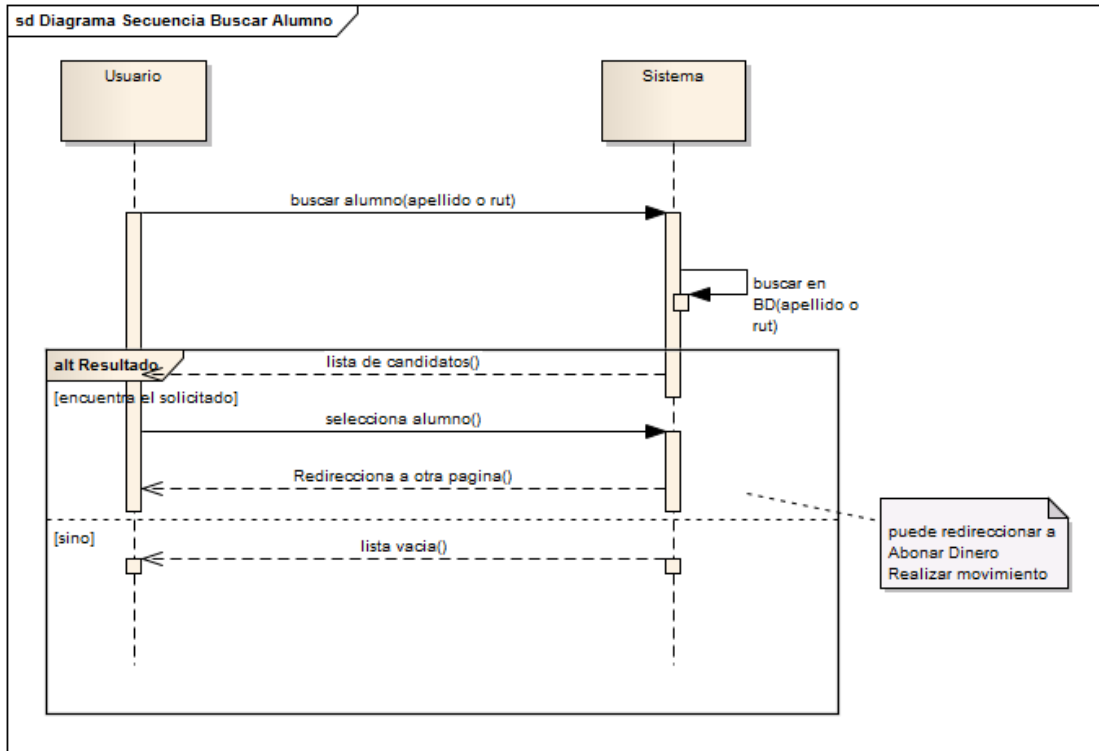 sd Diagrama Secuencia Buscar Alumno
Usuario
Sistema
buscar alumno(apellido o rut)
buscar en
BD(apellido o
rut)
alt Resultado
lista de candidatos()
[encuentra el solicitado]
selecciona alumno()
Redirecciona a otra pagina()
puede redireccionar a
Abonar Dinero
Realizar movimiento
[sino]
lista vacia()